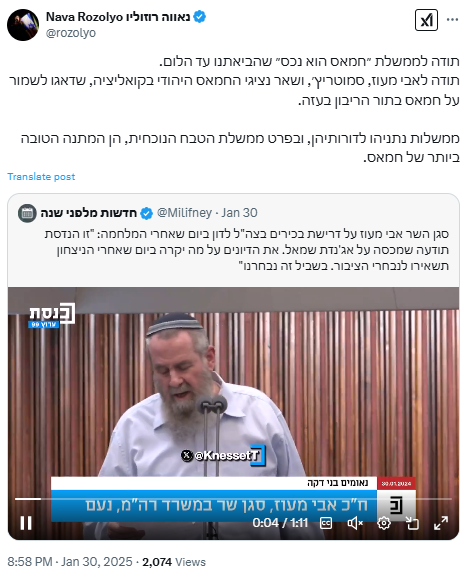 Nava Rozolyo נאווה רוזוליו
@rozolyo
תודה לממשלת ״חמאס הוא נכס״ שהביאתנו עד הלום.
תודה לאבי מעוז, סמוטריץ׳, ושאר נציגי החמאס היהודי בקואליציה, שדאגו לשמור
על חמאס בתור הריבון בעזה.
ממשלות נתניהו לדורותיהן, ובפרט ממשלת הטבח הנוכחית, הן המתנה הטובה
ביותר של חמאס.
Translate post
חדשות מלפני שנה @Milifney · Jan 30
סגן השר אבי מעוז על דרישת בכירים בצה"ל לדון ביום שאחרי המלחמה: "זו הנדסת
תודעה שמכסה על אג'נדת שמאל. את הדיונים על מה יקרה ביום שאחרי הניצחון
תשאירו לנבחרי הציבור. בשביל זה נבחרנו"
כנסת
ערוץ 99
@KnessetT
נאומים בני דקה
30.01.2024
ח"כ אבי מעוז, סגן שר במשרד רה"מ, נעם
0:04 / 1:11
8:58 PM · Jan 30, 2025 · 2,074 Views